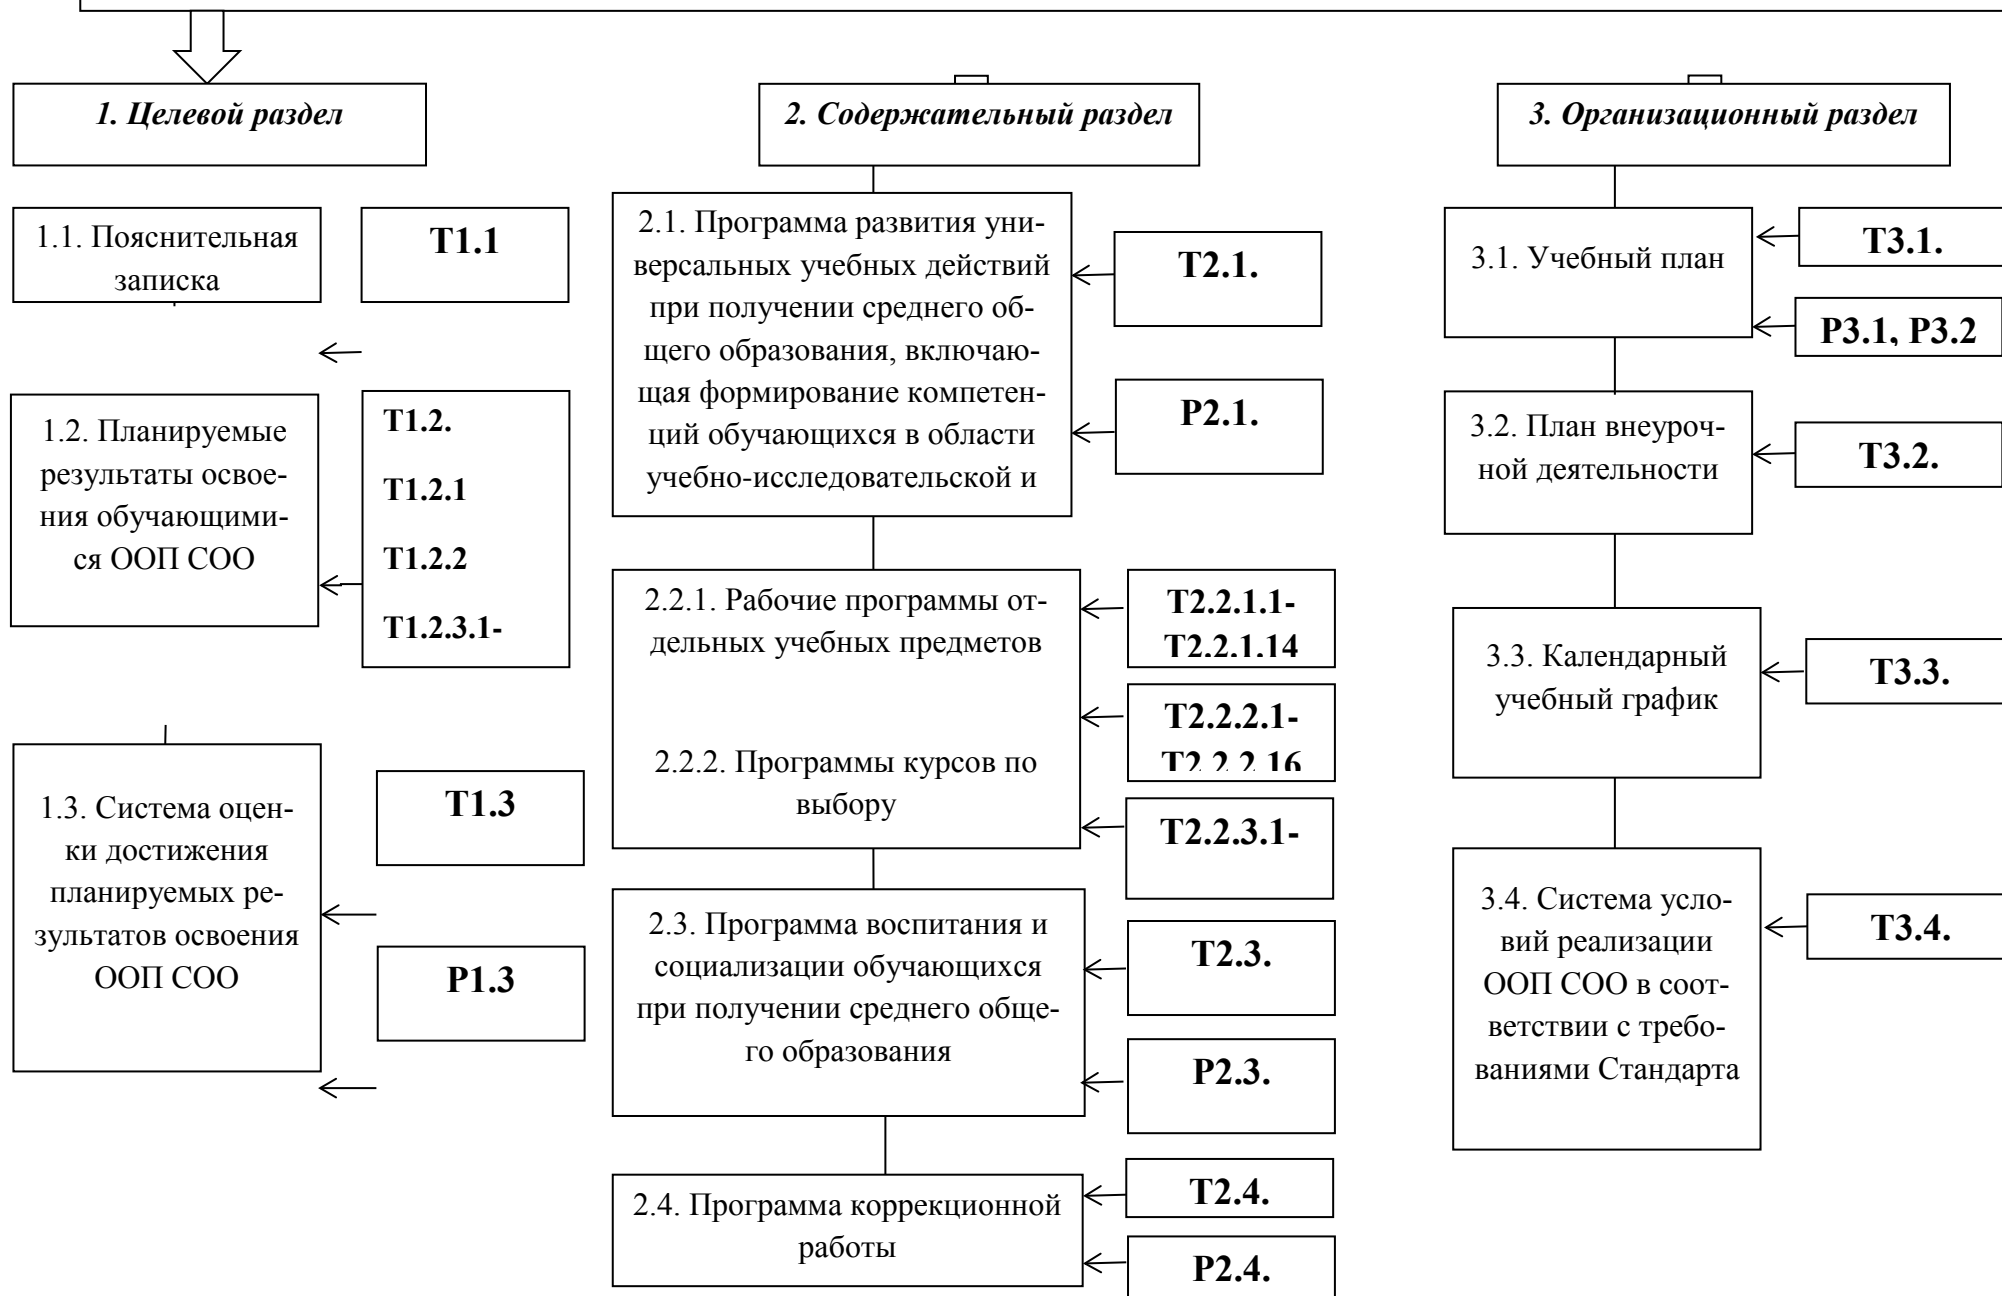 1. Целевой раздел
1.1. Пояснительная
записка
Т1.1
1.2. Планируемые
результаты освое-
ния обучающими-
ся ООП СОО
Т1.2.
Т1.2.1
Т1.2.2
Т1.2.3.1-
1.3. Система оцен-
ки достижения
планируемых ре-
зультатов освоения
ООП СОО
Т1.3
Р1.3
2. Содержательный раздел
2.1. Программа развития уни-
версальных учебных действий
при получении среднего об-
щего образования, включаю-
щая формирование компетен-
ций обучающихся в области
учебно-исследовательской и
Т2.1.
Р2.1.
2.2.1. Рабочие программы от-
дельных учебных предметов
2.2.2. Программы курсов по
выбору
Т2.2.1.1-
Т2.2.1.14
Т2.2.2.1-
Т2.2.2.16
Т2.2.3.1-
2.3. Программа воспитания и
социализации обучающихся
при получении среднего обще-
го образования
Т2.3.
Р2.3.
2.4. Программа коррекционной
работы
Т2.4.
Р2.4.
3. Организационный раздел
3.1. Учебный план
Т3.1.
Р3.1, Р3.2
3.2. План внеуроч-
ной деятельности
Т3.2.
3.3. Календарный
учебный график
Т3.3.
3.4. Система усло-
вий реализации
ООП СОО в соот-
ветствии с требо-
ваниями Стандарта
Т3.4.